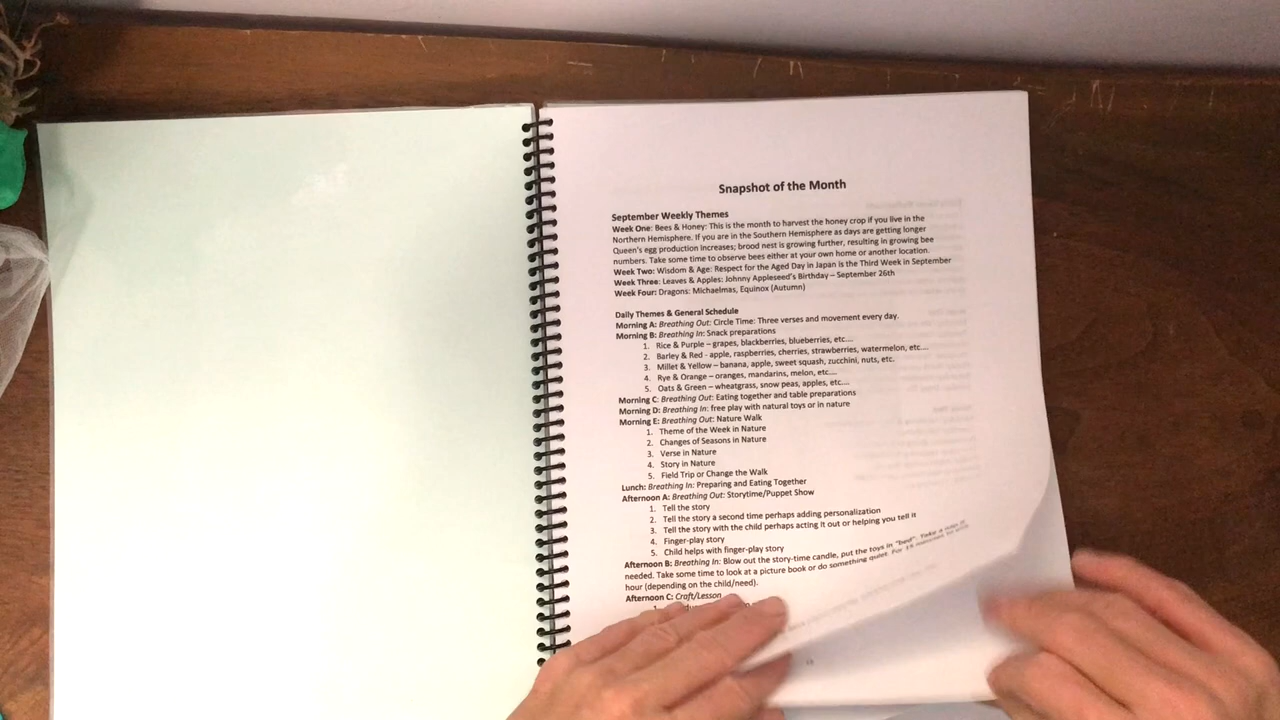 Snapshot of the Month
September Weekly Themes
Week One: Bees & Honey: This is the month to harvest the honey crop if you live in the
Northern Hemisphere. If you are in the Southern Hemisphere as days are getting longer
Queen's egg production increases; brood nest is growing further, resulting in growing bee
numbers. Take some time to observe bees either at your own home or another location.
Week Two: Wisdom & Age: Respect for the Aged Day in Japan is the Third Week in September
Week Three: Leaves & Apples: Johnny Appleseed's Birthday – September 26th
Week Four: Dragons: Michaelmas, Equinox (Autumn)
Daily Themes & General Schedule
Morning A: Breathing Out: Circle Time: Three verses and movement every day.
Morning B: Breathing In: Snack preparations
1. Rice & Purple – grapes, blackberries, blueberries, etc....
2. Barley & Red - apple, raspberries, cherries, strawberries, watermelon, etc....
3. Millet & Yellow – banana, apple, sweet squash, zucchini, nuts, etc.
4. Rye & Orange – oranges, mandarins, melon, etc....
5. Oats & Green – wheatgrass, snow peas, apples, etc....
Morning C: Breathing Out: Eating together and table preparations
Morning D: Breathing In: free play with natural toys or in nature
Morning E: Breathing Out: Nature Walk
1. Theme of the Week in Nature
2. Changes of Seasons in Nature
3. Verse in Nature
4. Story in Nature
5. Field Trip or Change the Walk
Lunch: Breathing In: Preparing and Eating Together
Afternoon A: Breathing Out: Storytime/Puppet Show
1. Tell the story
2. Tell the story a second time perhaps adding personalization
3. Tell the story with the child perhaps acting it out or helping you tell it
4. Finger-play story
5. Child helps with finger-play story
Afternoon B: Breathing In: Blow out the story-time candle, put the toys in "bed". Take a nap if
needed. Take some time to look at a picture book or do something quiet. For 15 minutes to
hour (depending on the child/need).
Afternoon C: Craft/Lesson
1.